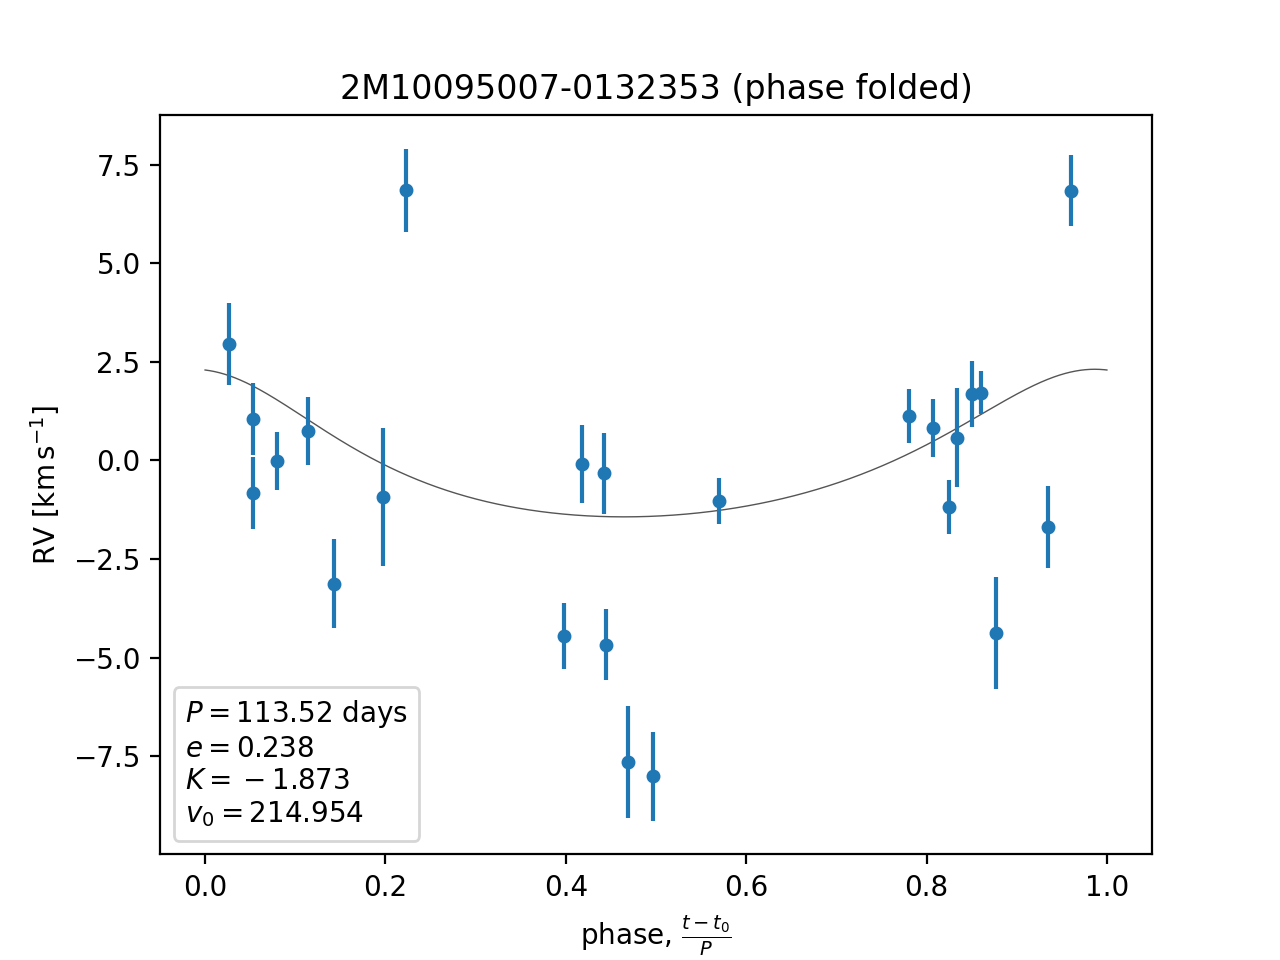 2M10095007-0132353 (phase folded)
7.5
5.0
2.5
0.0
−2.5
−5.0
−7.5
RV [km s⁻¹]
P = 113.52 days
e = 0.238
K = −1.873
v₀ = 214.954
0.0 0.2 0.4 0.6 0.8 1.0
phase, (t − t₀)/P